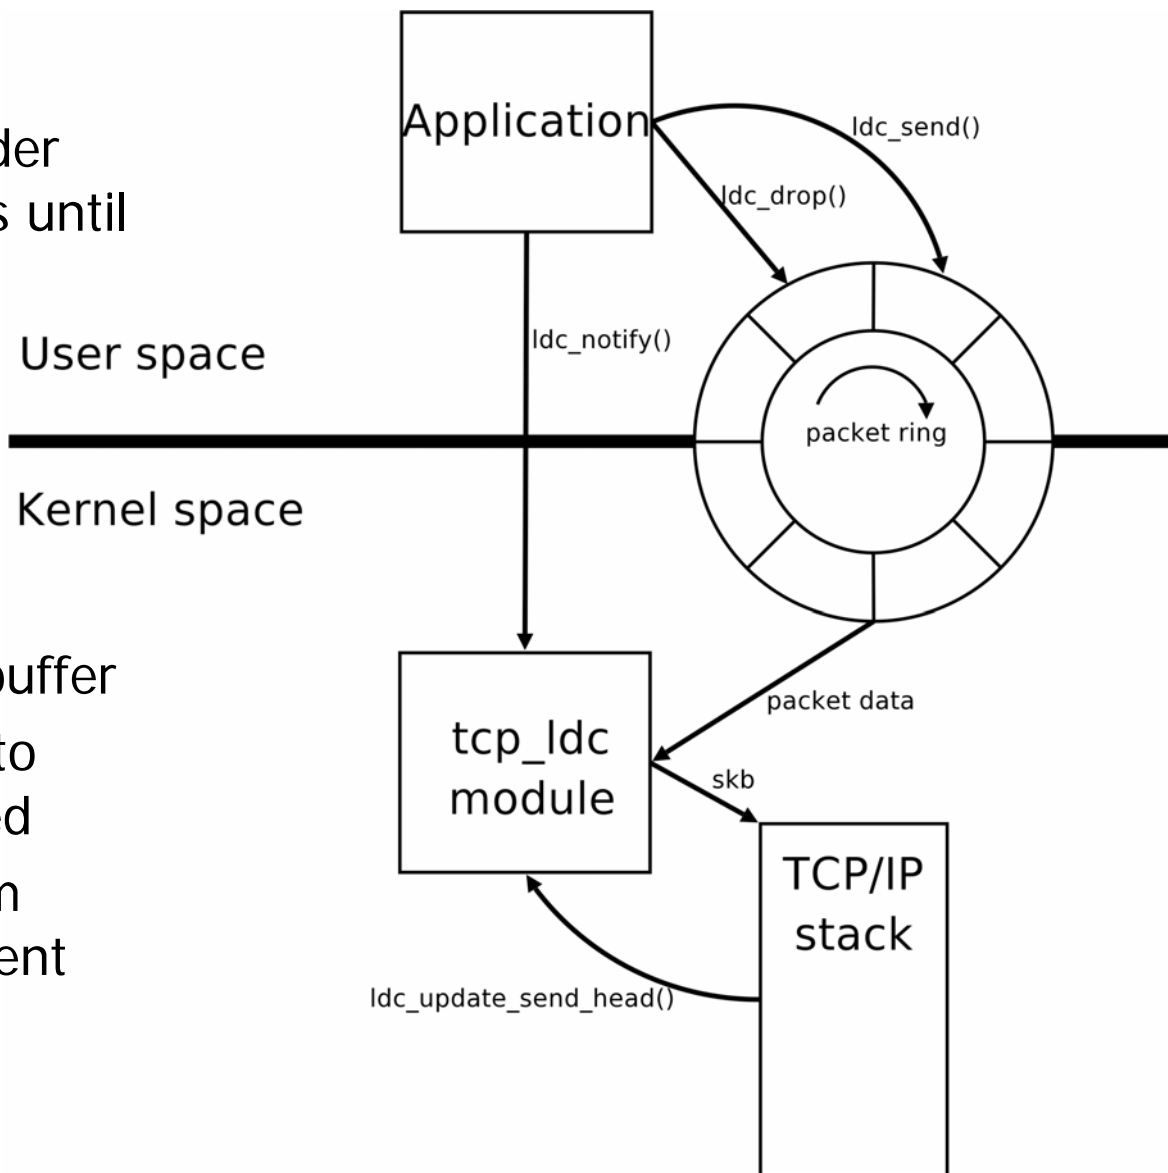 der
s until
buffer
to
ed
m
ent
Application
ldc_send()
ldc_drop()
ldc_notify()
User space
packet ring
Kernel space
packet data
tcp_ldc
module
skb
TCP/IP
stack
ldc_update_send_head()